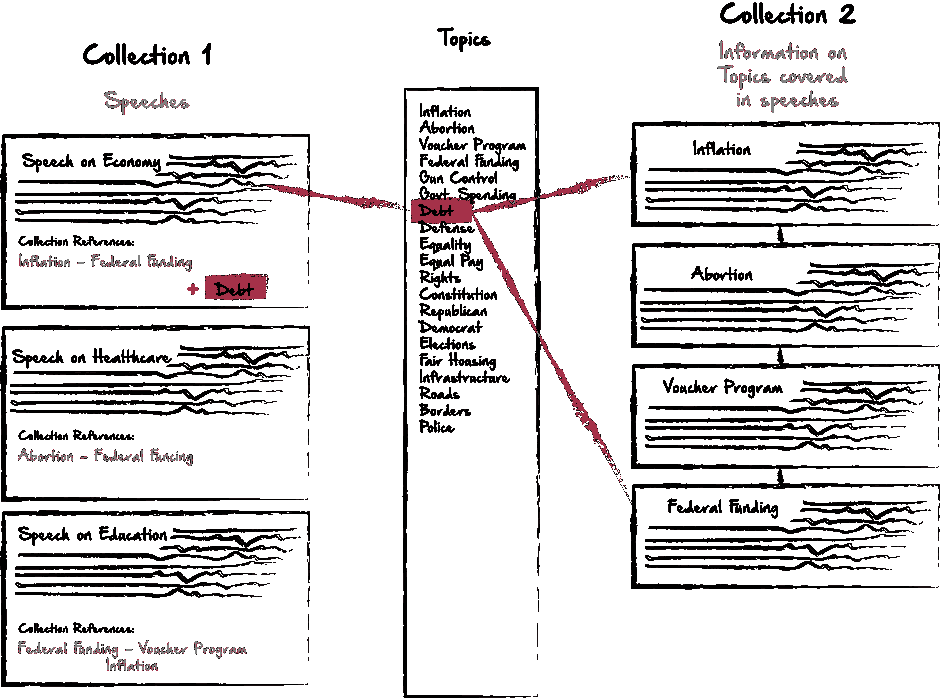 Collection 1
Speeches
Speech on Economy
Collection References:
Inflation - Federal Funding
+ Debt
Speech on Healthcare
Collection References:
Abortion - Federal Funcing
Speech on Education
Collection References:
Federal Funding - Voucher Program
Inflation
Topics
Inflation
Abortion
Voucher Program
Federal Funding
Gun Control
Govt. Spending
Debt
Defense
Equality
Equal Pay
Rights
Constitution
Republican
Democrat
Elections
Fair Housing
Infrastructure
Roads
Borders
Police
Collection 2
Information on
Topics covered
in speeches
Inflation
Abortion
Voucher Program
Federal Funding